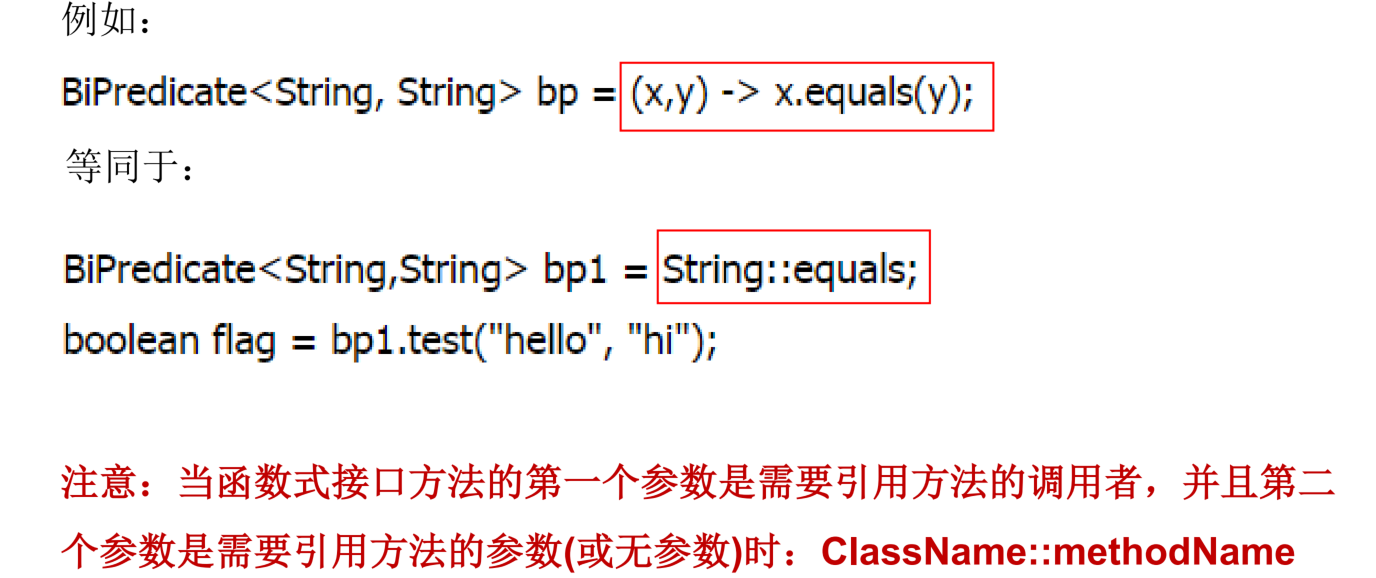 例如：
BiPredicate<String, String> bp = (x,y) -> x.equals(y);
等同于：
BiPredicate<String,String> bp1 = String::equals;
boolean flag = bp1.test("hello", "hi");
注意：当函数式接口方法的第一个参数是需要引用方法的调用者，并且第二
个参数是需要引用方法的参数(或无参数)时：ClassName::methodName